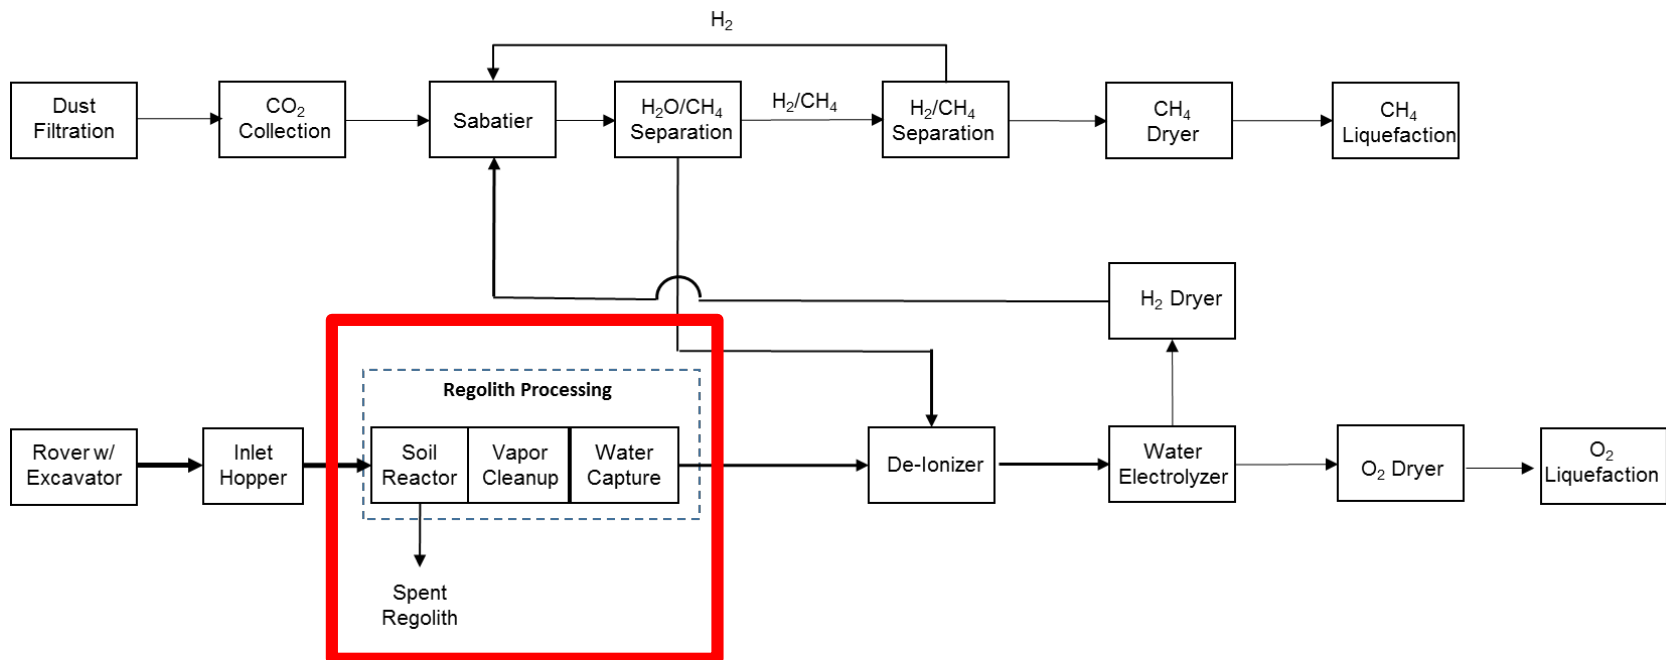 H₂
Dust
Filtration
CO₂
Collection
Sabatier
H₂O/CH₄
Separation
H₂/CH₄
H₂/CH₄
Separation
CH₄
Dryer
CH₄
Liquefaction
H₂ Dryer
Regolith Processing
Rover w/
Excavator
Inlet
Hopper
Soil
Reactor
Vapor
Cleanup
Water
Capture
De-Ionizer
Water
Electrolyzer
O₂ Dryer
O₂
Liquefaction
Spent
Regolith